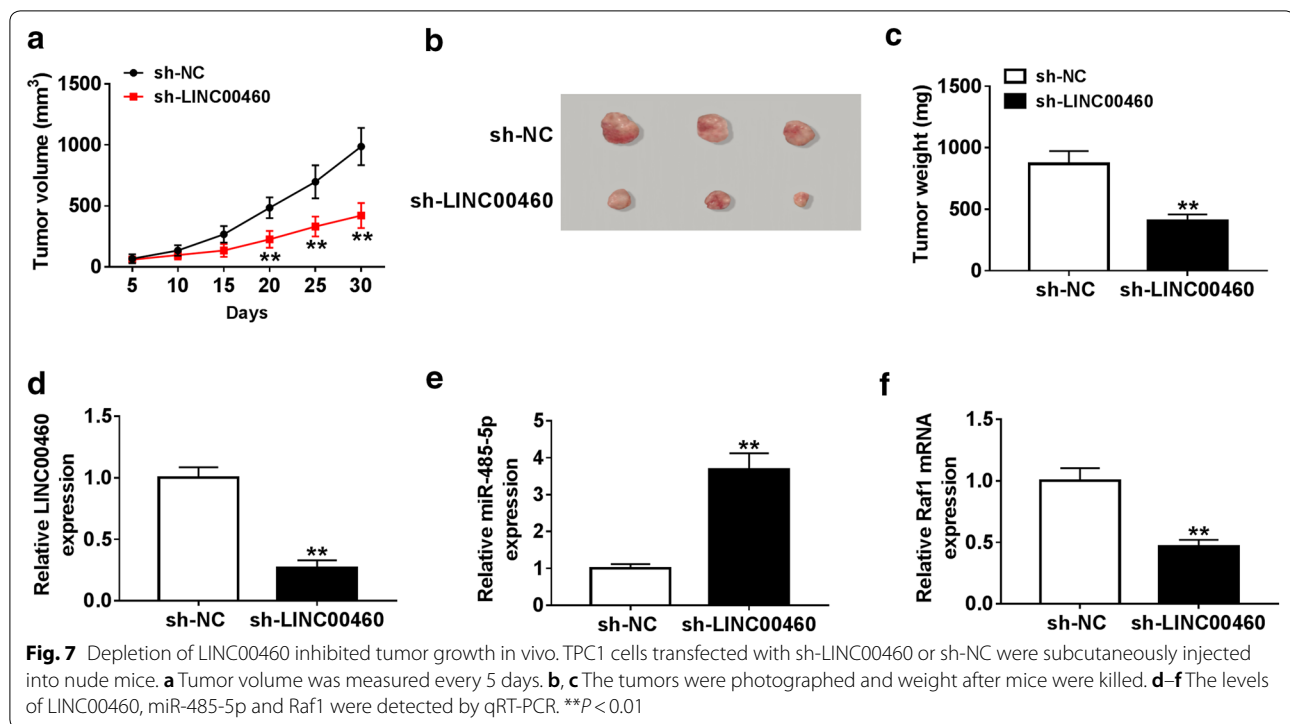 a
sh-NC
sh-LINC00460
Tumor volume (mm³)
1500
1000
500
0
5 10 15 20 25 30
** ** **
Days
b
sh-NC
sh-LINC00460
c
sh-NC
sh-LINC00460
Tumor weight (mg)
1500
1000
500
0
**
sh-NC sh-LINC00460
d
Relative LINC00460
expression
1.5
1.0
0.5
0.0
**
sh-NC sh-LINC00460
e
Relative miR-485-5p
expression
5
4
3
2
1
0
**
sh-NC sh-LINC00460
f
Relative Raf1 mRNA
expression
1.5
1.0
0.5
0.0
**
sh-NC sh-LINC00460
Fig. 7 Depletion of LINC00460 inhibited tumor growth in vivo. TPC1 cells transfected with sh-LINC00460 or sh-NC were subcutaneously injected
into nude mice. a Tumor volume was measured every 5 days. b, c The tumors were photographed and weight after mice were killed. d–f The levels
of LINC00460, miR-485-5p and Raf1 were detected by qRT-PCR. **P < 0.01